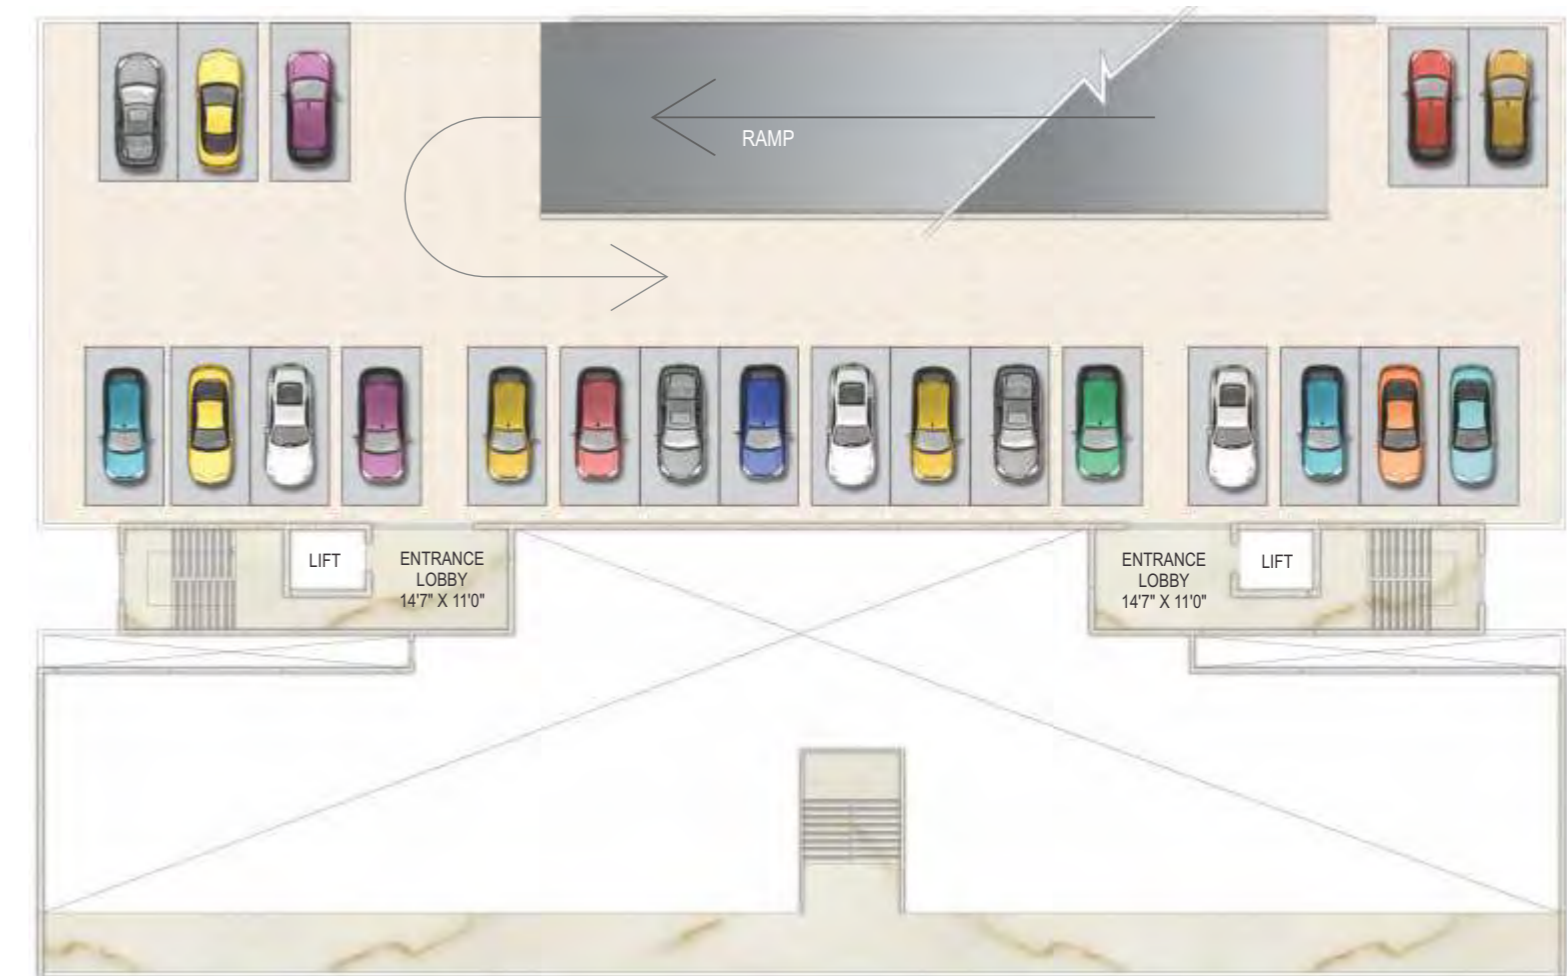 RAMP
LIFT
ENTRANCE
LOBBY
14'7" X 11'0"
ENTRANCE
LOBBY
14'7" X 11'0"
LIFT